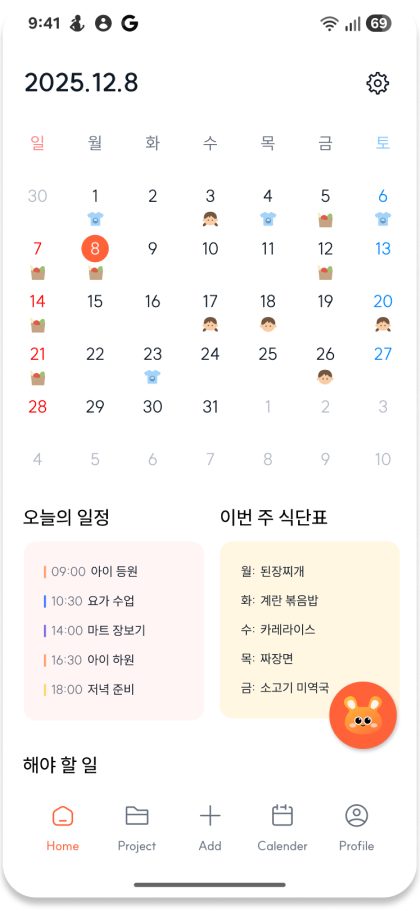 9:41 G 69
2025.12.8
일 월 화 수 목 금 토
30 1 2 3 4 5 6
7 8 9 10 11 12 13
14 15 16 17 18 19 20
21 22 23 24 25 26 27
28 29 30 31 1 2 3
4 5 6 7 8 9 10
오늘의 일정
09:00 아이 등원
10:30 요가 수업
14:00 마트 장보기
16:30 아이 하원
18:00 저녁 준비
이번 주 식단표
월: 된장찌개
화: 계란 볶음밥
수: 카레라이스
목: 짜장면
금: 소고기 미역국
해야 할 일
Home Project Add Calender Profile